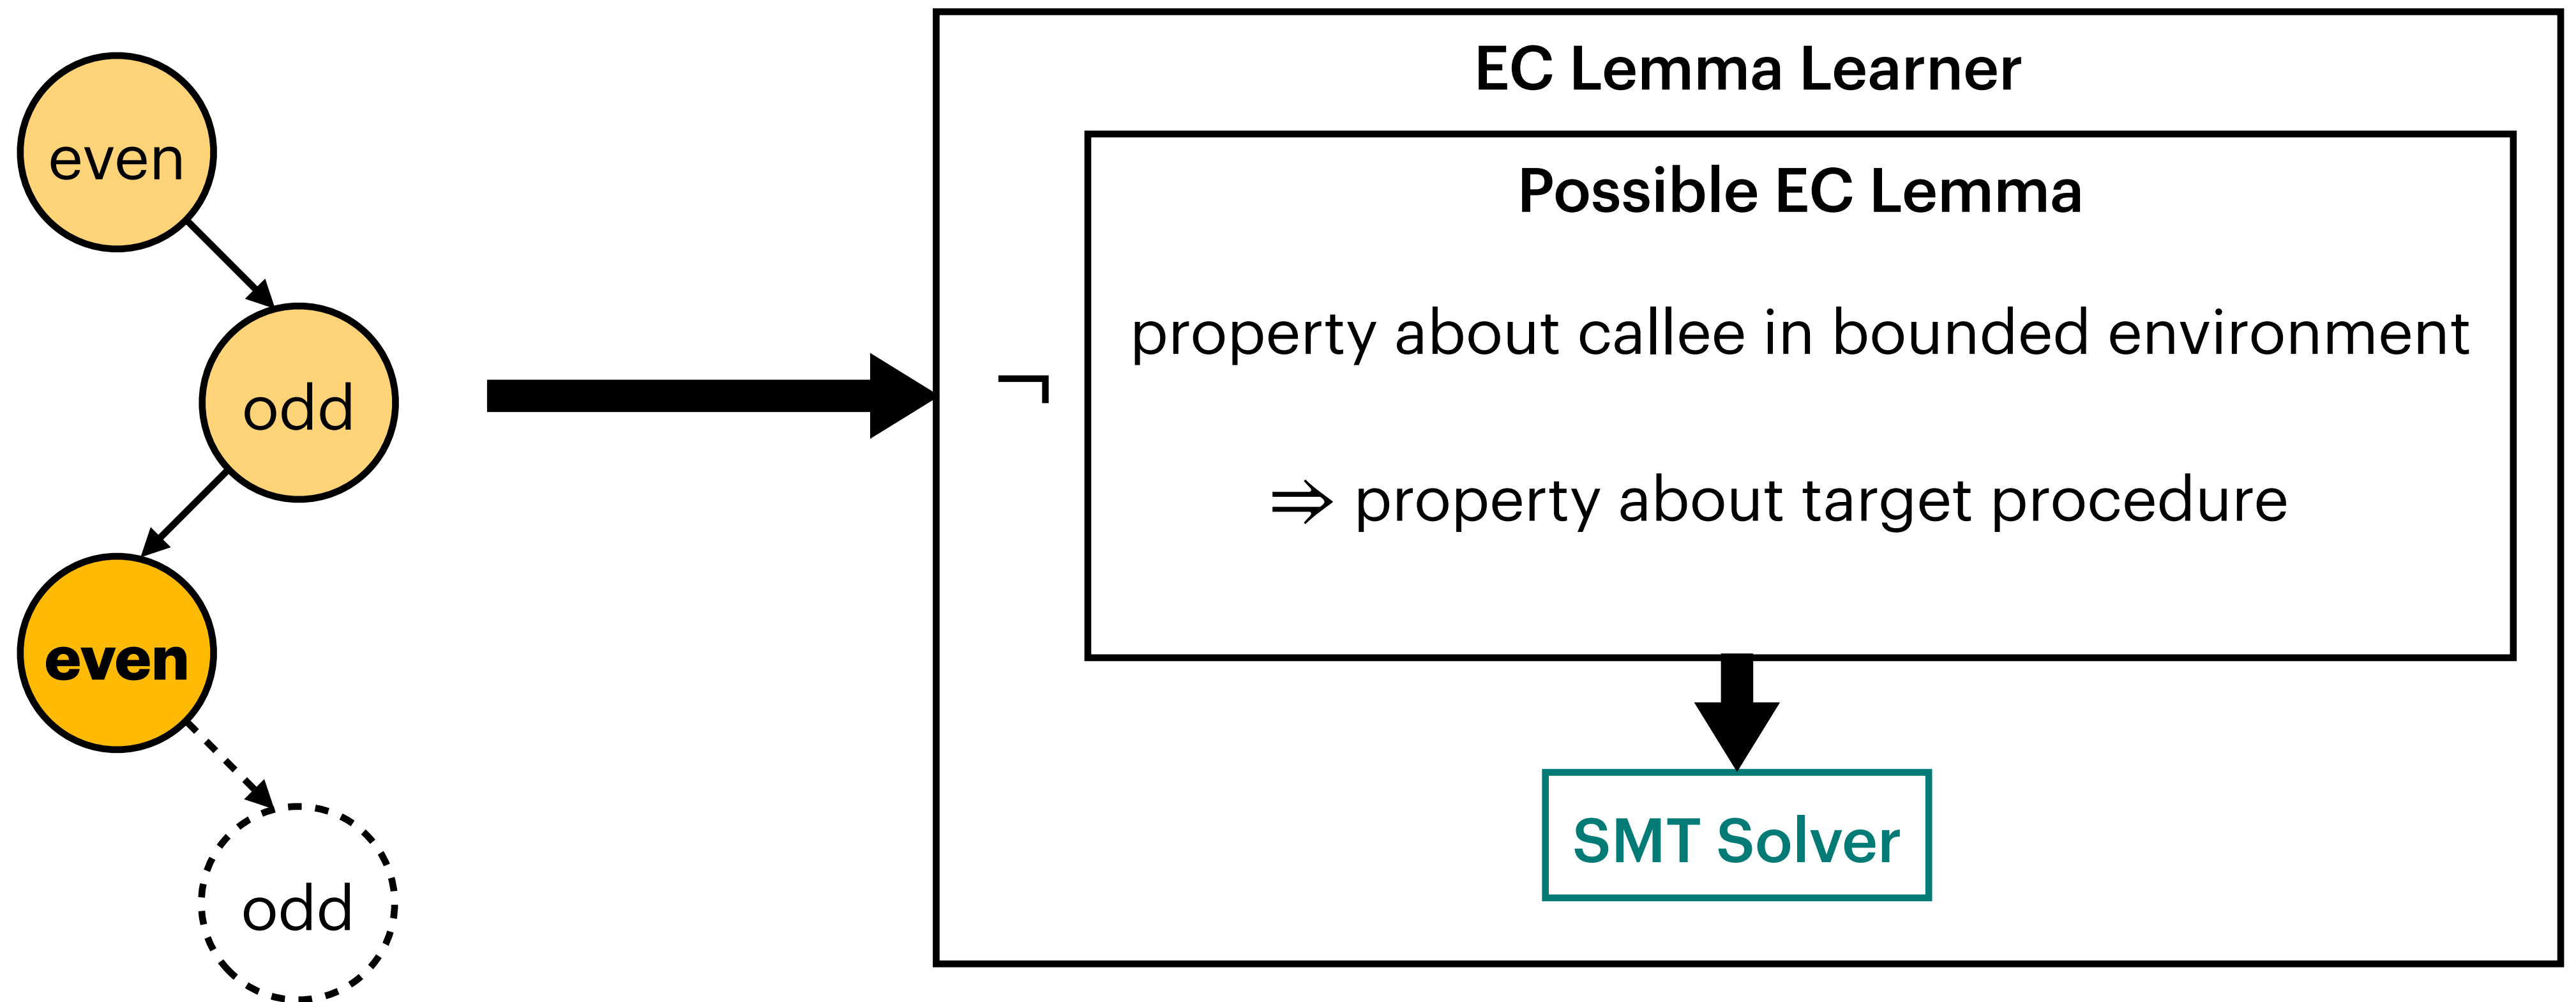 even
odd
even
odd
EC Lemma Learner
Possible EC Lemma
¬
property about callee in bounded environment
⇒ property about target procedure
SMT Solver